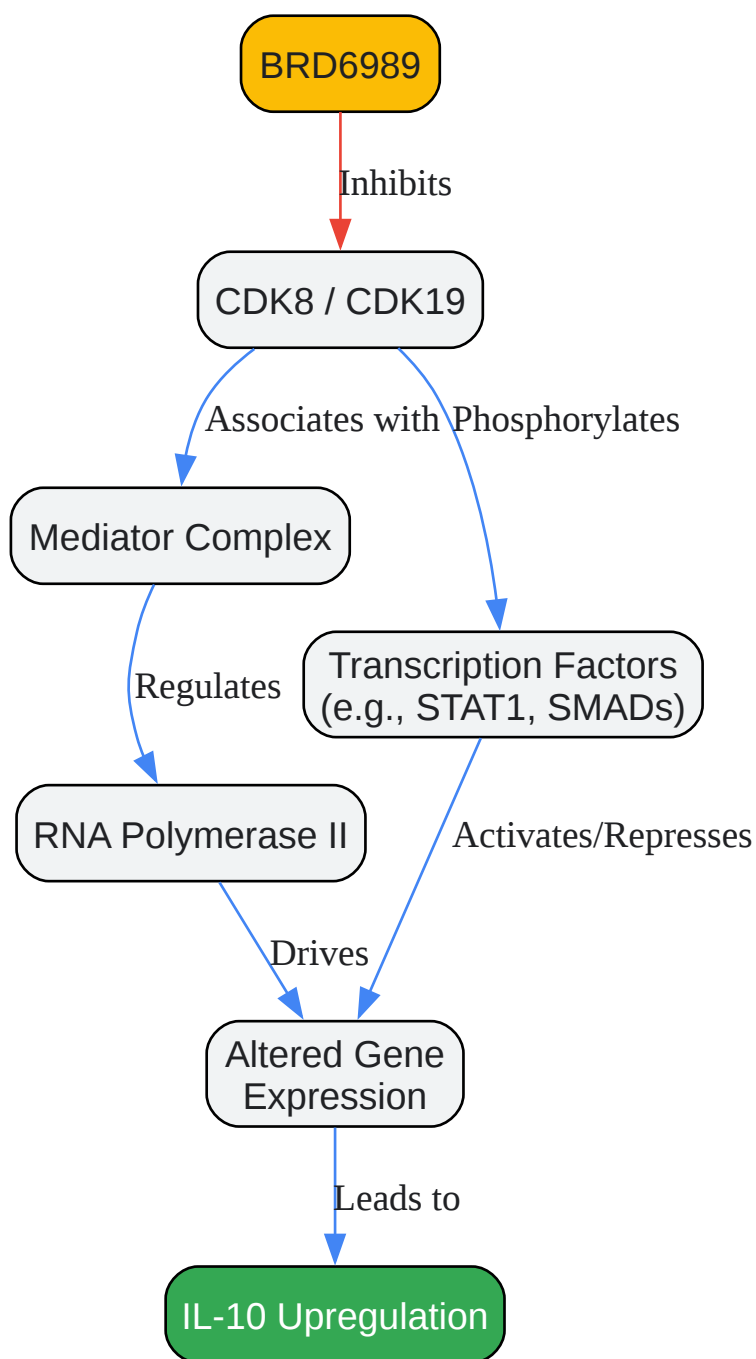 BRD6989
Inhibits
CDK8 / CDK19
Associates with
Phosphorylates
Mediator Complex
Transcription Factors
(e.g., STAT1, SMADs)
Regulates
RNA Polymerase II
Activates/Represses
Drives
Altered Gene
Expression
Leads to
IL-10 Upregulation